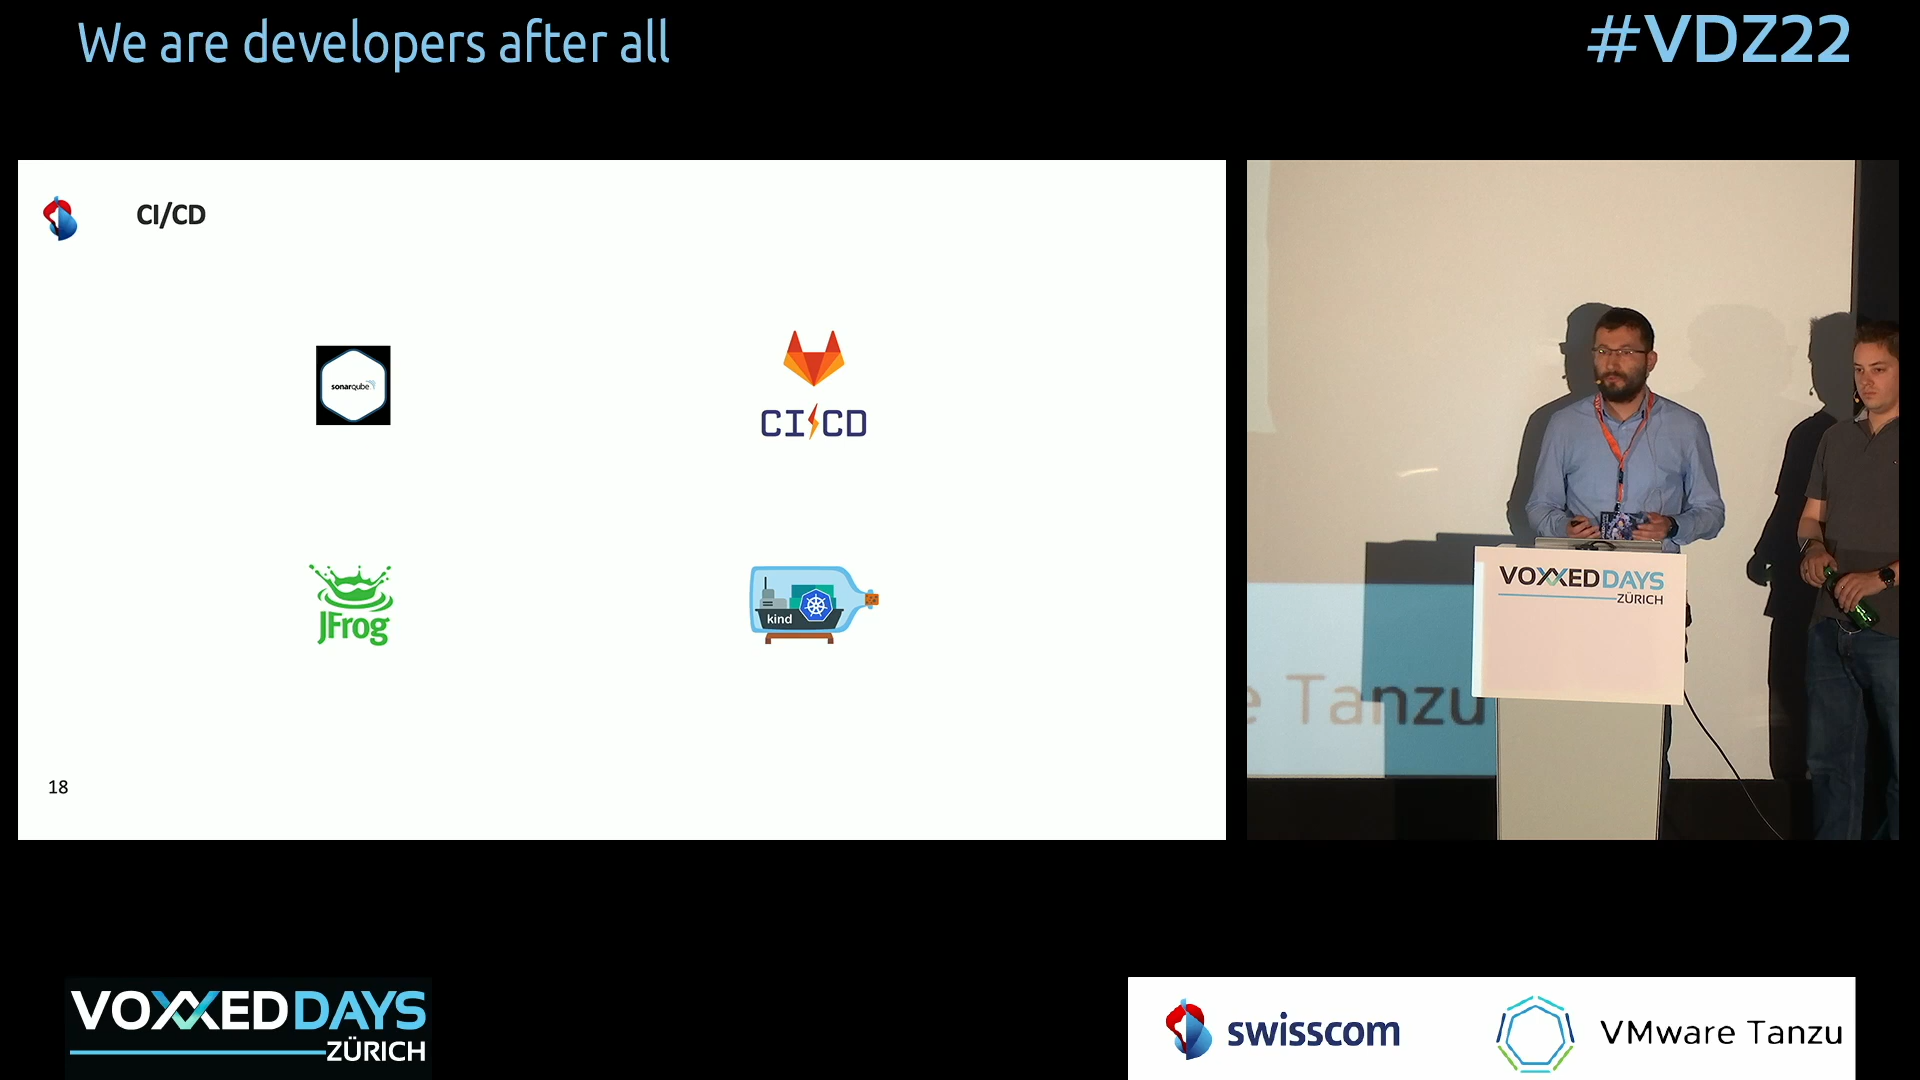 We are developers after all
#VDZ22
CI/CD
sonarqube
CI CD
JFrog
kind
18
VOXXED DAYS
ZÜRICH
e Tanzu
VOXXED DAYS
ZÜRICH
swisscom
VMware Tanzu